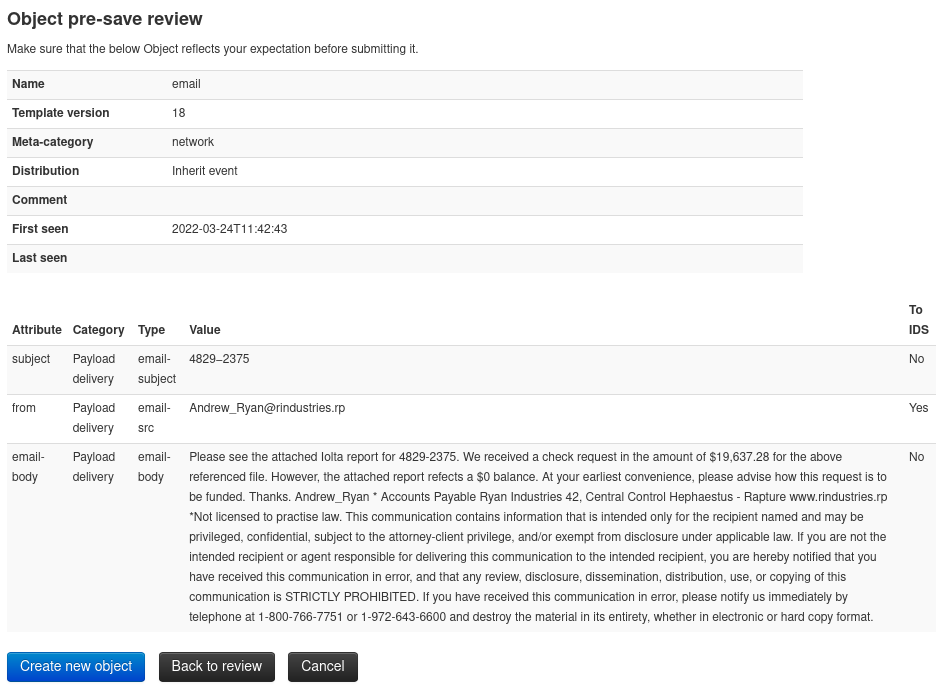 Object pre-save review
Make sure that the below Object reflects your expectation before submitting it.
Name email
Template version 18
Meta-category network
Distribution Inherit event
Comment
First seen 2022-03-24T11:42:43
Last seen
To
Attribute Category Type Value IDS
subject Payload email- 4829–2375 No
delivery subject
from Payload email- Andrew_Ryan@rindustries.rp Yes
delivery src
email- Payload email- Please see the attached Iolta report for 4829-2375. We received a check request in the amount of $19,637.28 for the above No
body delivery body referenced file. However, the attached report refects a $0 balance. At your earliest convenience, please advise how this request is to
be funded. Thanks. Andrew_Ryan * Accounts Payable Ryan Industries 42, Central Control Hephaestus - Rapture www.rindustries.rp
*Not licensed to practise law. This communication contains information that is intended only for the recipient named and may be
privileged, confidential, subject to the attorney-client privilege, and/or exempt from disclosure under applicable law. If you are not the
intended recipient or agent responsible for delivering this communication to the intended recipient, you are hereby notified that you
have received this communication in error, and that any review, disclosure, dissemination, distribution, use, or copying of this
communication is STRICTLY PROHIBITED. If you have received this communication in error, please notify us immediately by
telephone at 1-800-766-7751 or 1-972-643-6600 and destroy the material in its entirety, whether in electronic or hard copy format.
Create new object Back to review Cancel